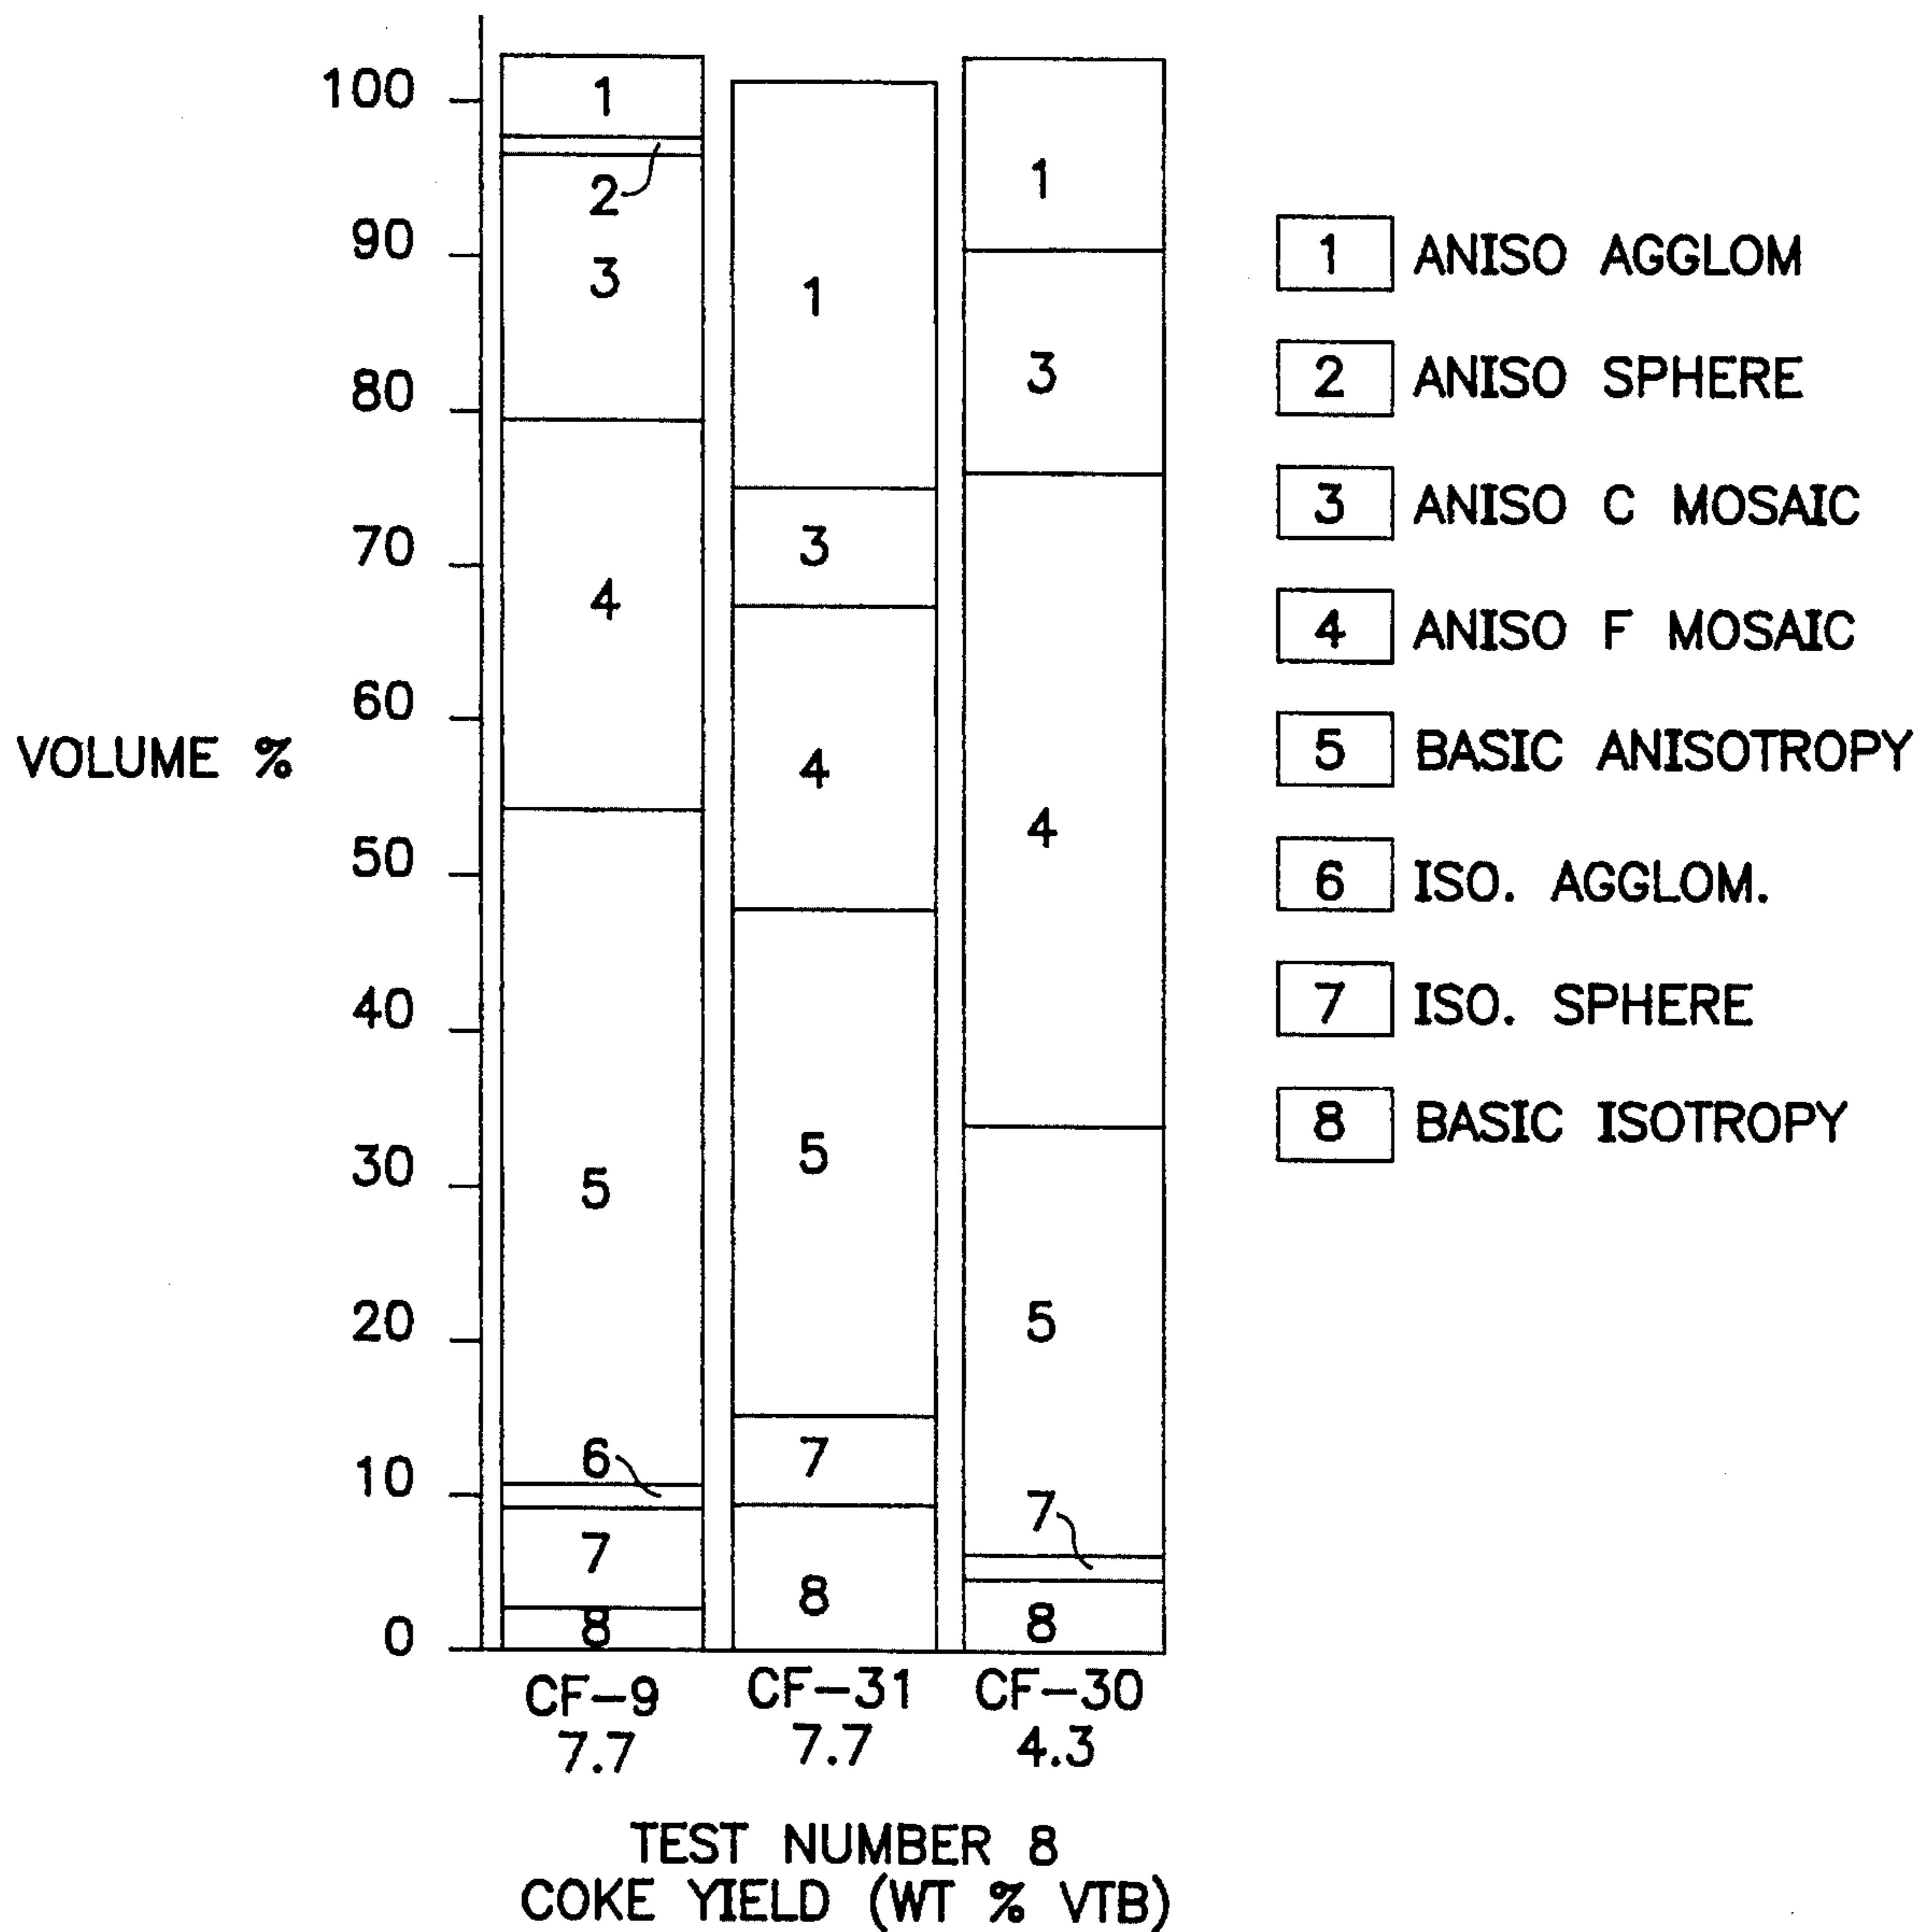 100
90
80
70
60
50
40
30
20
10
0
VOLUME %
1
2
3
4
5
6
7
8
1
3
4
5
7
8
1
3
4
5
7
8
CF-9
7.7
CF-31
7.7
CF-30
4.3
TEST NUMBER 8
COKE YIELD (WT % VTB)
1 ANISO AGGLOM
2 ANISO SPHERE
3 ANISO C MOSAIC
4 ANISO F MOSAIC
5 BASIC ANISOTROPY
6 ISO. AGGLOM.
7 ISO. SPHERE
8 BASIC ISOTROPY